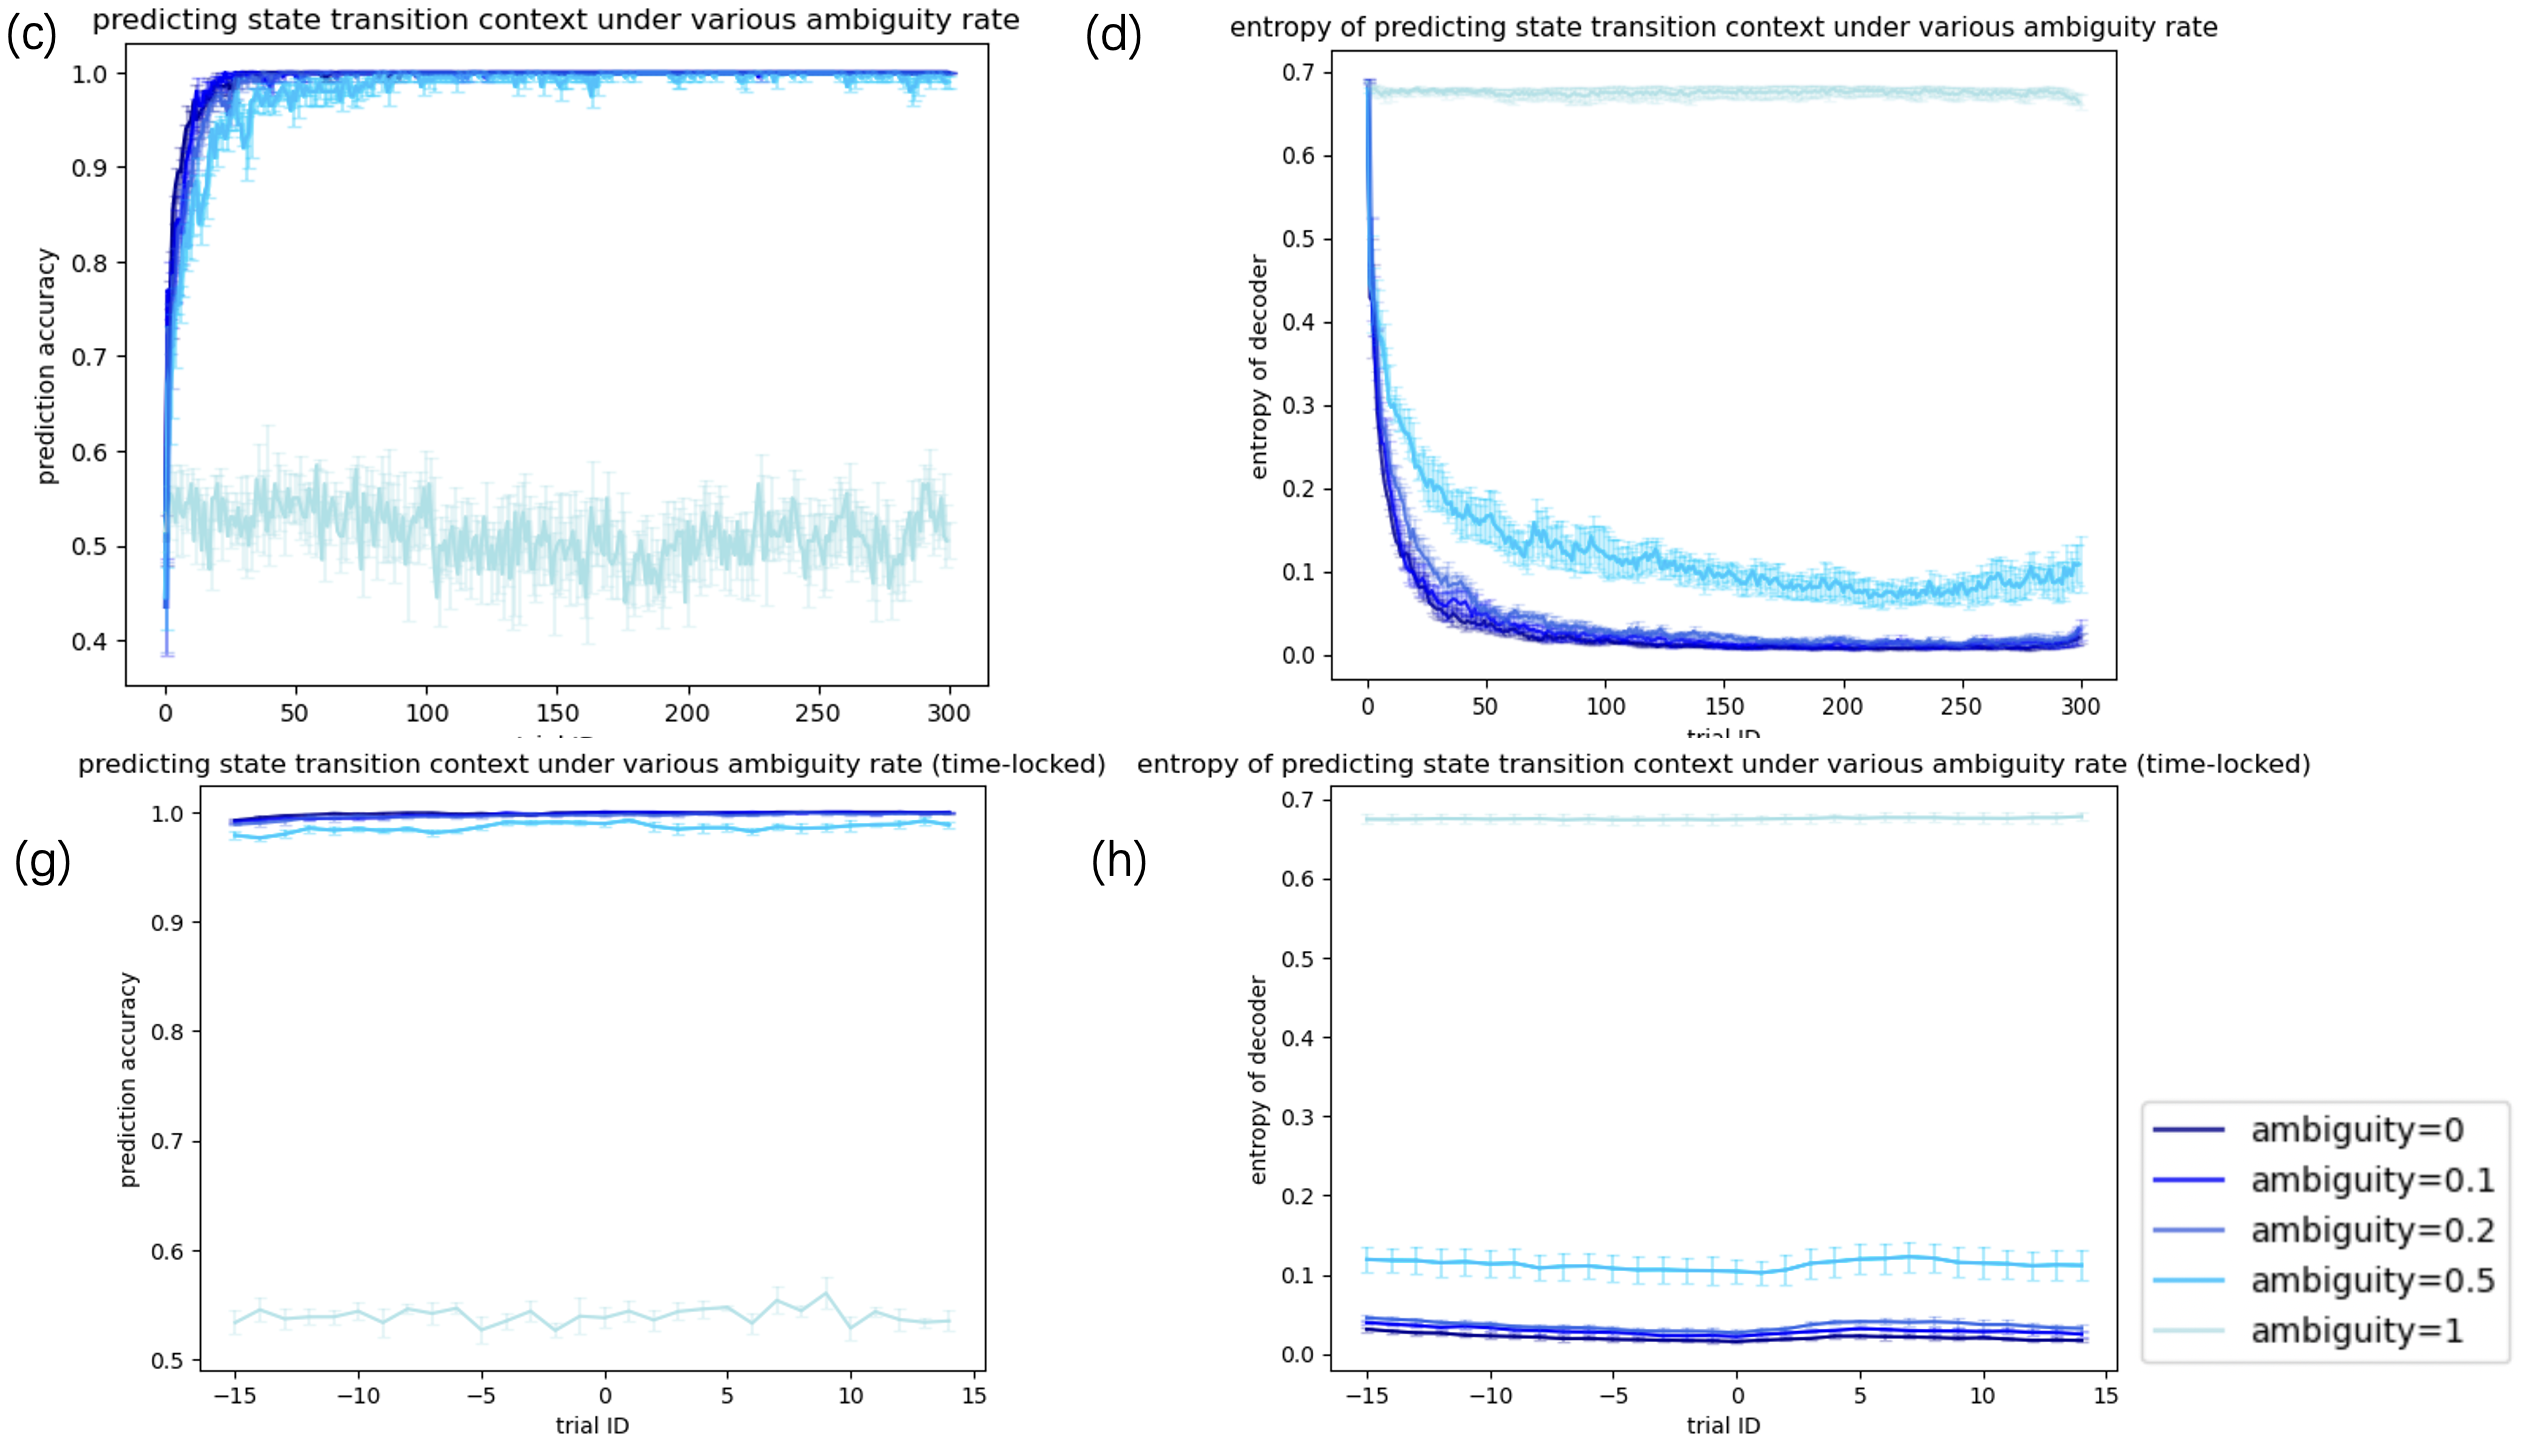 (c)
predicting state transition context under various ambiguity rate
prediction accuracy
1.0
0.9
0.8
0.7
0.6
0.5
0.4
0 50 100 150 200 250 300
(d)
entropy of predicting state transition context under various ambiguity rate
entropy of decoder
0.7
0.6
0.5
0.4
0.3
0.2
0.1
0.0
0 50 100 150 200 250 300
trial ID
(g)
predicting state transition context under various ambiguity rate (time-locked)
prediction accuracy
1.0
0.9
0.8
0.7
0.6
0.5
−15 −10 −5 0 5 10 15
trial ID
(h)
entropy of predicting state transition context under various ambiguity rate (time-locked)
entropy of decoder
0.7
0.6
0.5
0.4
0.3
0.2
0.1
0.0
−15 −10 −5 0 5 10 15
trial ID
ambiguity=0
ambiguity=0.1
ambiguity=0.2
ambiguity=0.5
ambiguity=1